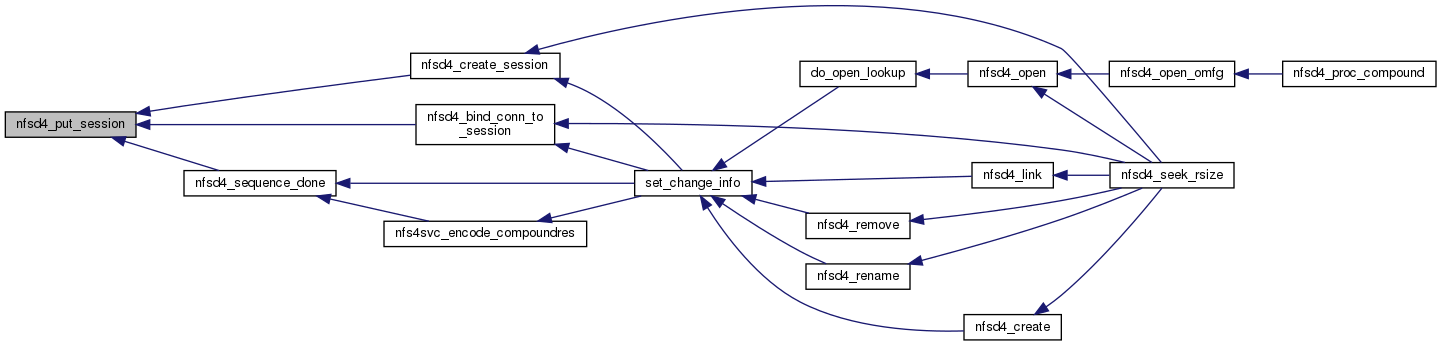 nfsd4_create_session
do_open_lookup
nfsd4_open
nfsd4_open_omfg
nfsd4_proc_compound
nfsd4_put_session
nfsd4_bind_conn_to
_session
nfsd4_sequence_done
set_change_info
nfsd4_link
nfsd4_seek_rsize
nfsd4_remove
nfs4svc_encode_compoundres
nfsd4_rename
nfsd4_create